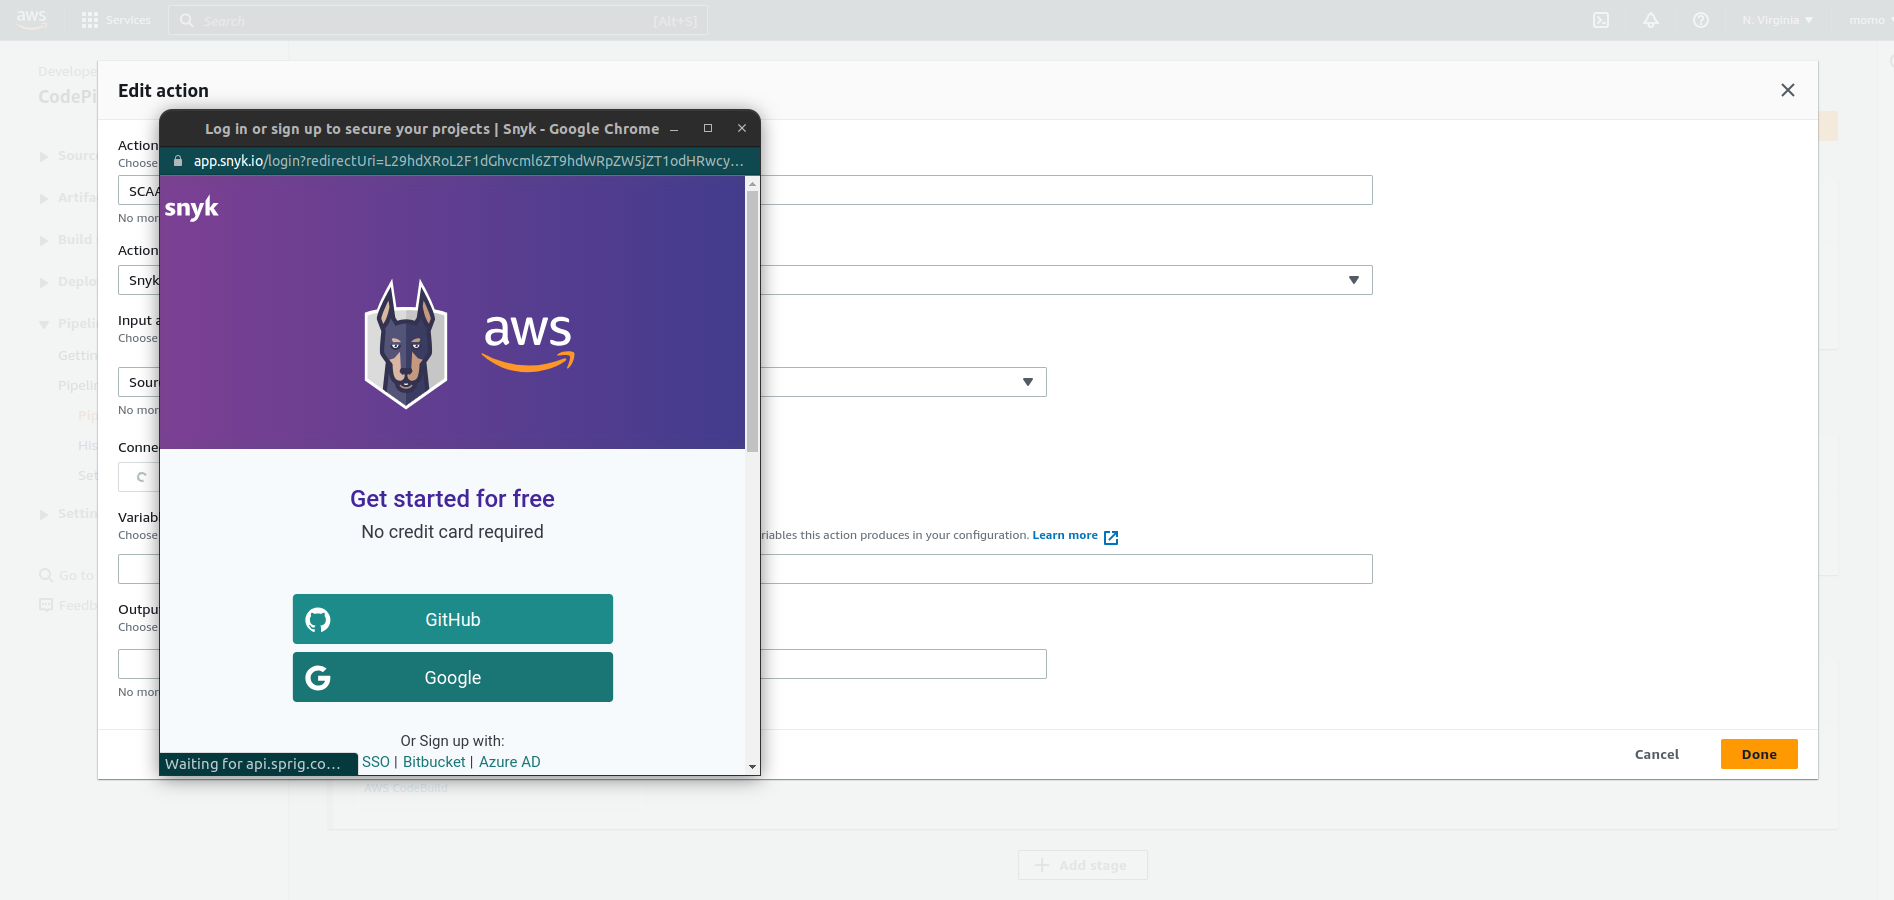 aws
Services
Search
[Alt+S]
N. Virginia
momo
Develope
CodePi
Edit action
Log in or sign up to secure your projects | Snyk - Google Chrome
app.snyk.io/login?redirectUri=L29hdXRoL2F1dGhvcml6ZT9hdWRpZW5jZT1odHRwcy...
Action
Choose
Sourc
SCAA
Artifa
No mor
snyk
Build
Action
Deplo
Snyk
aws
Pipelin
Input a
Choose
Gettin
Pipelin
Sour
Pip
No mor
His
Conne
Set
Get started for free
No credit card required
Settin
Variab
Choose
riables this action produces in your configuration. Learn more
Go to
Feedb
Outpu
Choose
GitHub
Google
No mor
Or Sign up with:
SSO | Bitbucket | Azure AD
Waiting for api.sprig.co...
Cancel
Done
AWS CodeBuild
Add stage